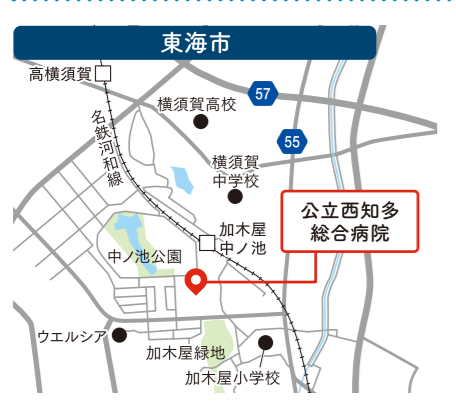 東海市
高横須賀
57
横須賀高校
名鉄河和線
55
横須賀
中学校
公立西知多
総合病院
加木屋
中ノ池
中ノ池公園
ウエルシア
加木屋緑地
加木屋小学校